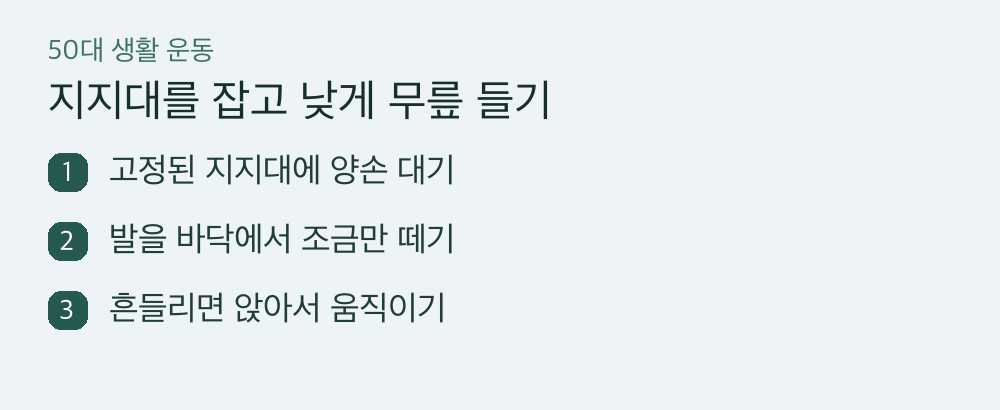 50대 생활 운동
지지대를 잡고 낮게 무릎 들기
1 고정된 지지대에 양손 대기
2 발을 바닥에서 조금만 떼기
3 흔들리면 앉아서 움직이기